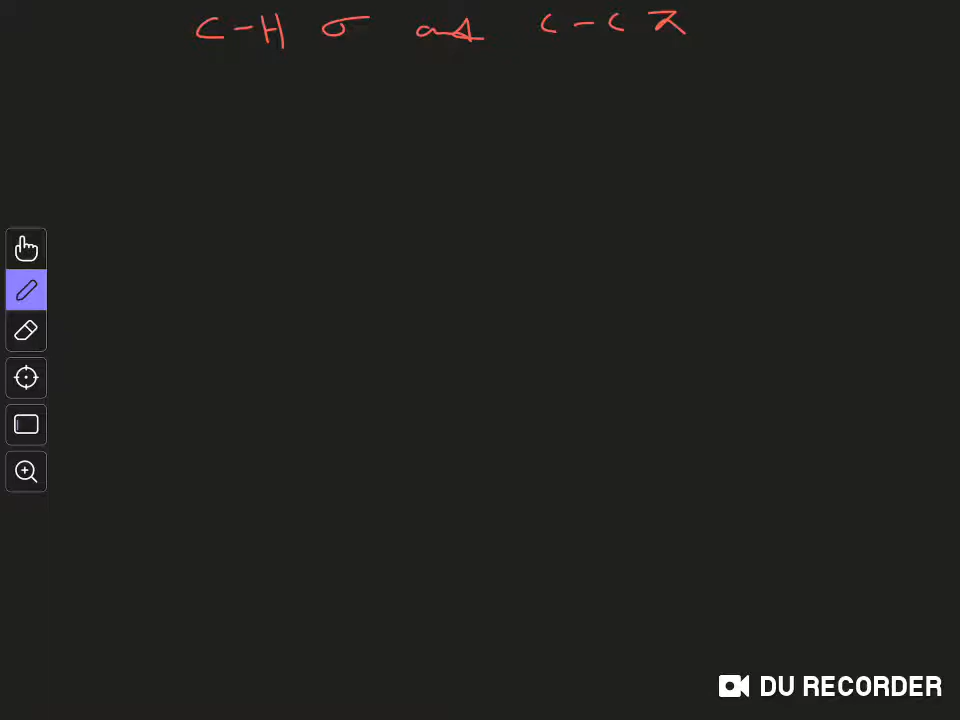 C-H σ and C-C π
DU RECORDER